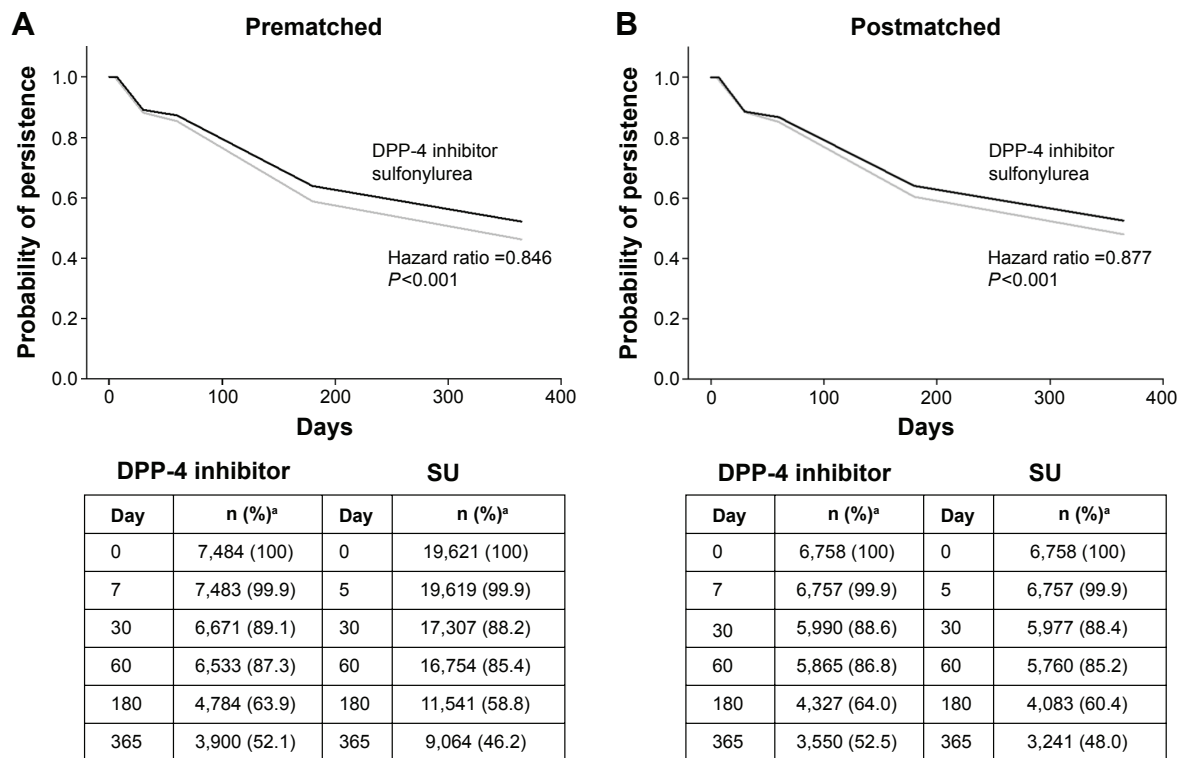 A
Prematched
Probability of persistence
1.0
0.8
0.6
0.4
0.2
0.0
DPP-4 inhibitor
sulfonylurea
Hazard ratio =0.846
P<0.001
0 100 200 300 400
Days
DPP-4 inhibitor SU
Day n (%)ᵃ Day n (%)ᵃ
0 7,484 (100) 0 19,621 (100)
7 7,483 (99.9) 5 19,619 (99.9)
30 6,671 (89.1) 30 17,307 (88.2)
60 6,533 (87.3) 60 16,754 (85.4)
180 4,784 (63.9) 180 11,541 (58.8)
365 3,900 (52.1) 365 9,064 (46.2)
B
Postmatched
Probability of persistence
1.0
0.8
0.6
0.4
0.2
0.0
DPP-4 inhibitor
sulfonylurea
Hazard ratio =0.877
P<0.001
0 100 200 300 400
Days
DPP-4 inhibitor SU
Day n (%)ᵃ Day n (%)ᵃ
0 6,758 (100) 0 6,758 (100)
7 6,757 (99.9) 5 6,757 (99.9)
30 5,990 (88.6) 30 5,977 (88.4)
60 5,865 (86.8) 60 5,760 (85.2)
180 4,327 (64.0) 180 4,083 (60.4)
365 3,550 (52.5) 365 3,241 (48.0)